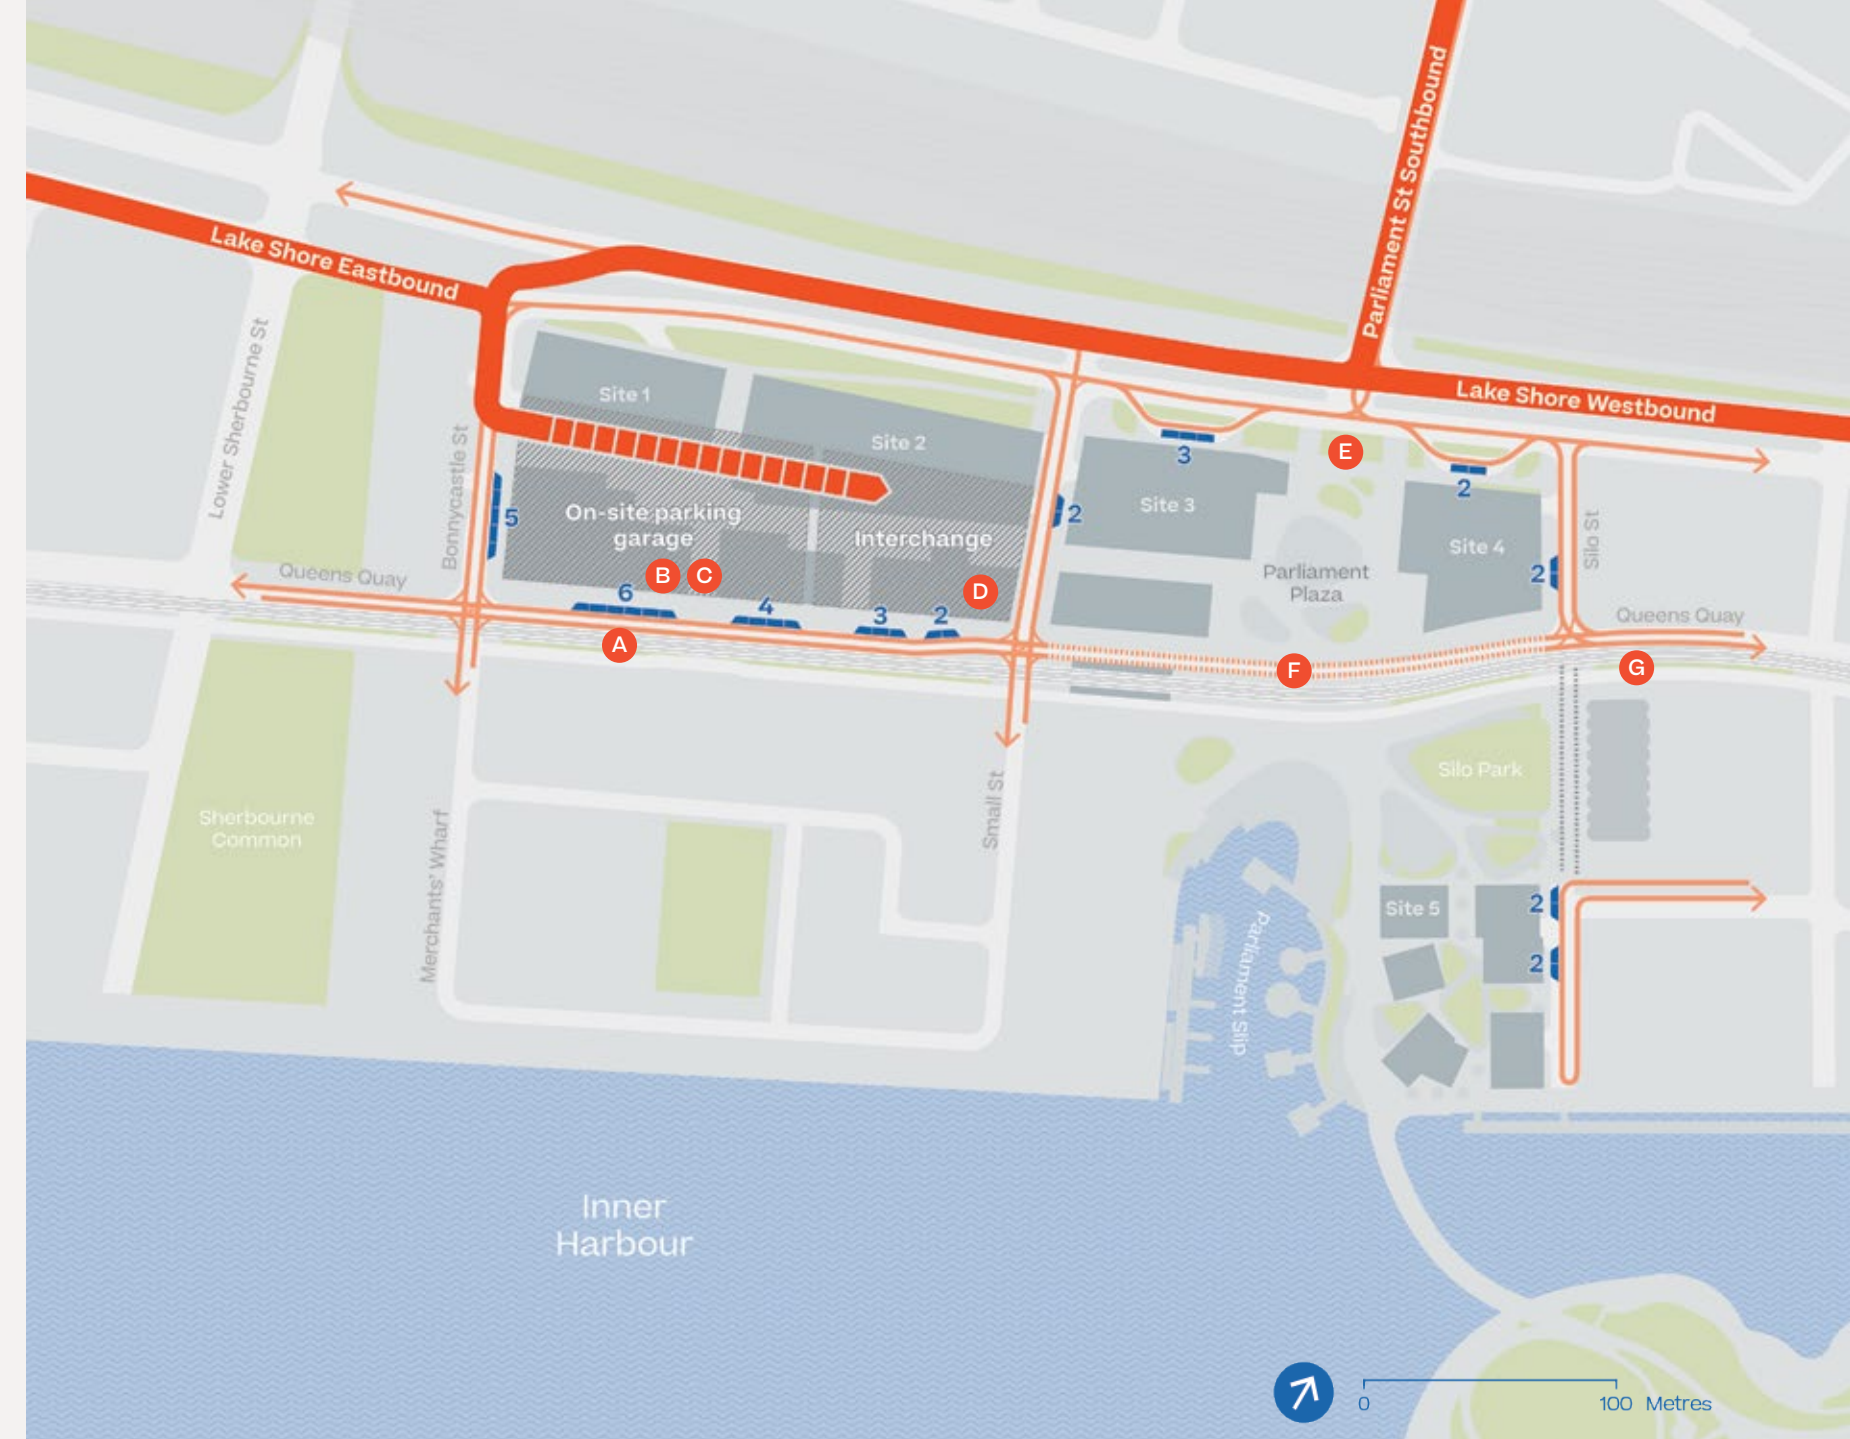 Parliament St Southbound
Lake Shore Eastbound
Lake Shore Westbound
Lower Sherbourne St
Bonnycastle St
Site 1
Site 2
3
E
2
5
On-site parking
garage
Interchange
2
Site 3
Site 4
Silo St
2
Queens Quay
B
C
D
Parliament
Plaza
6
4
3
2
Queens Quay
A
F
G
Silo Park
Sherbourne
Common
Merchants' Wharf
Small St
Parliament Slip
Site 5
2
2
Inner
Harbour
0
100 Metres